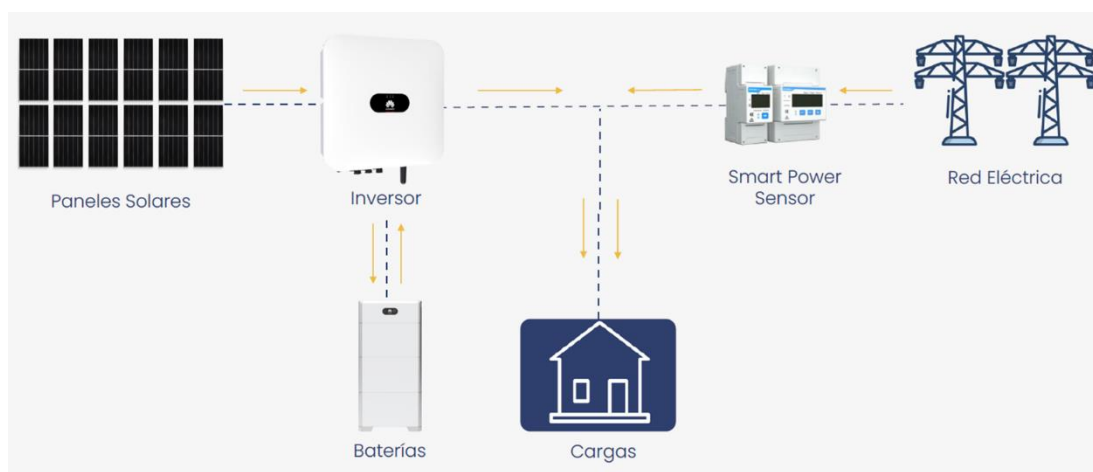 Paneles Solares
Inversor
Smart Power
Sensor
Red Eléctrica
Baterías
Cargas